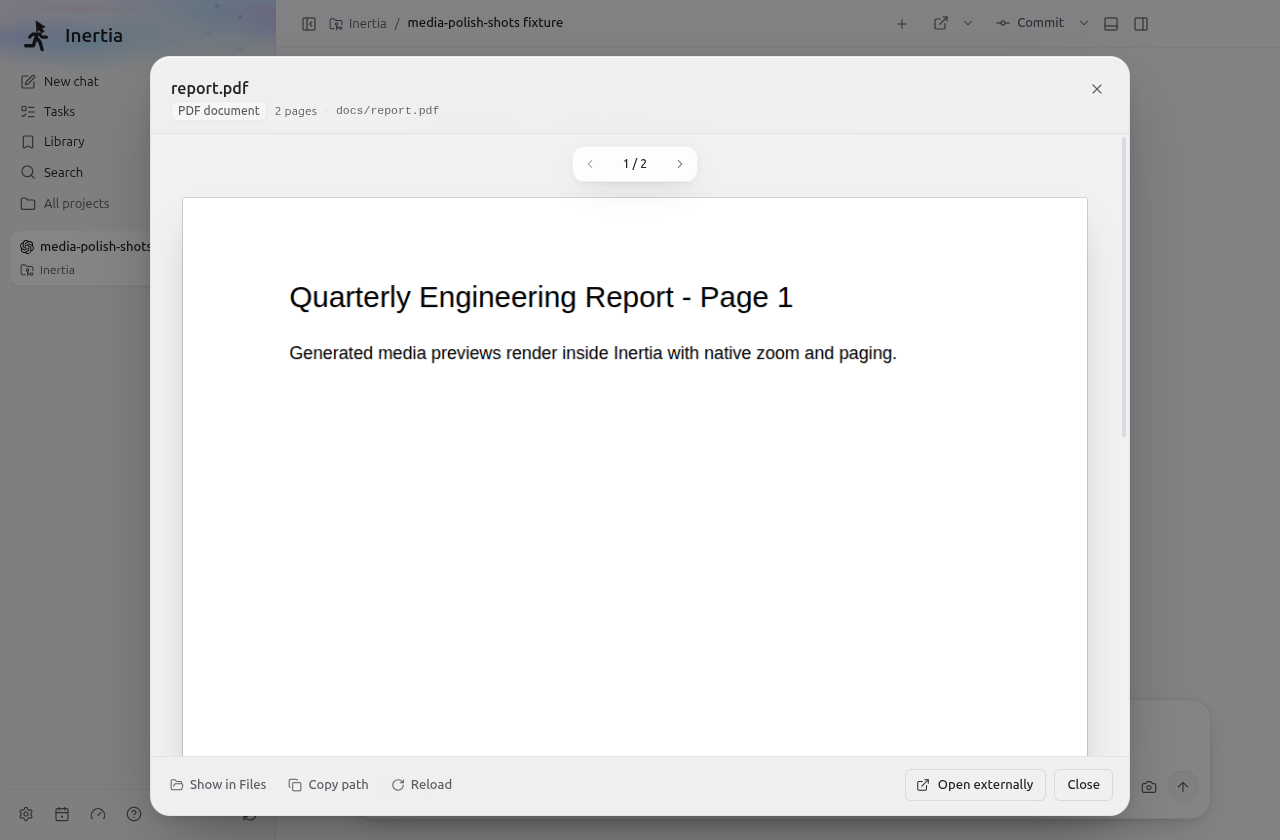 Inertia
Inertia / media-polish-shots fixture
Commit
New chat
Tasks
Library
Search
All projects
media-polish-shots
Inertia
report.pdf
PDF document 2 pages docs/report.pdf
1 / 2
Quarterly Engineering Report - Page 1
Generated media previews render inside Inertia with native zoom and paging.
Show in Files
Copy path
Reload
Open externally
Close